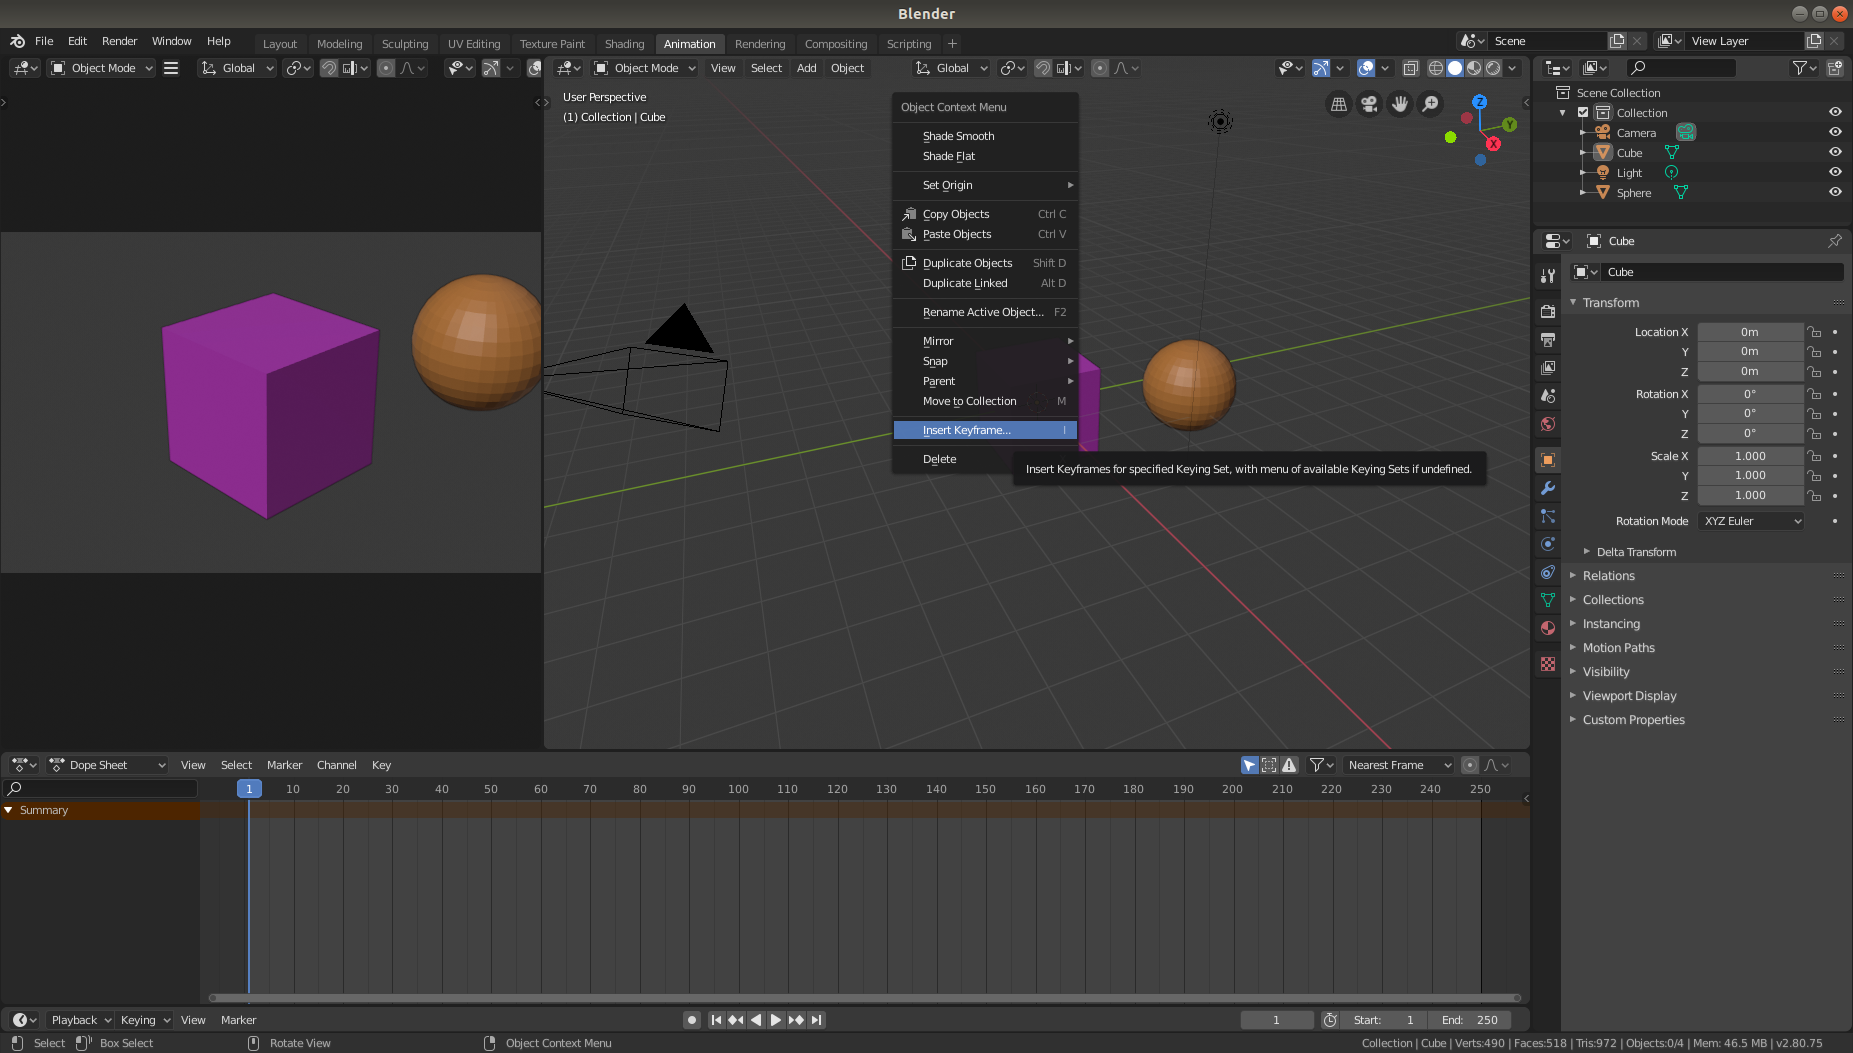 Blender
File Edit Render Window Help
Layout Modeling Sculpting UV Editing Texture Paint Shading Animation Rendering Compositing Scripting +
Scene
View Layer
Object Mode Global
Object Mode View Select Add Object Global
User Perspective
(1) Collection | Cube
Z
Y
X
Object Context Menu
Shade Smooth
Shade Flat
Set Origin
Copy Objects Ctrl C
Paste Objects Ctrl V
Duplicate Objects Shift D
Duplicate Linked Alt D
Rename Active Object... F2
Mirror
Snap
Parent
Move to Collection M
Insert Keyframe... I
Delete
Insert Keyframes for specified Keying Set, with menu of available Keying Sets if undefined.
Scene Collection
Collection
Camera
Cube
Light
Sphere
Cube
Cube
Transform
Location X 0m
Y 0m
Z 0m
Rotation X 0°
Y 0°
Z 0°
Scale X 1.000
Y 1.000
Z 1.000
Rotation Mode XYZ Euler
Delta Transform
Relations
Collections
Instancing
Motion Paths
Visibility
Viewport Display
Custom Properties
Dope Sheet View Select Marker Channel Key
Nearest Frame
1 10 20 30 40 50 60 70 80 90 100 110 120 130 140 150 160 170 180 190 200 210 220 230 240 250
Summary
Playback Keying View Marker
1 Start: 1 End: 250
Select Box Select Rotate View Object Context Menu
Collection | Cube | Verts:490 | Faces:518 | Tris:972 | Objects:0/4 | Mem: 46.5 MB | v2.80.75